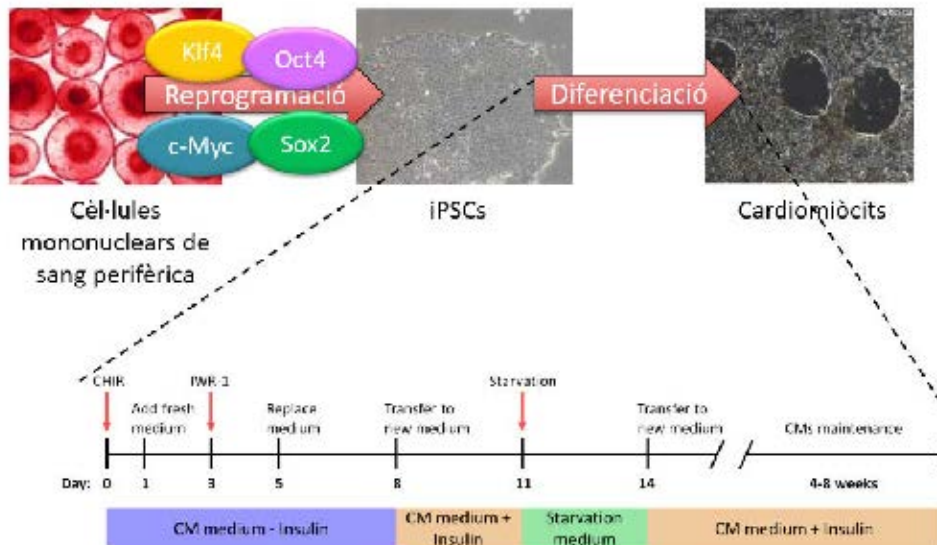 Klf4
Oct4
Reprogramació
c-Myc
Sox2
Diferenciació
Cèl·lules
mononuclears de
sang perifèrica
iPSCs
Cardiomiòcits
CHIR
IWR-1
Starvation
Add fresh
medium
Replace
medium
Transfer to
new medium
Transfer to
new medium
CMs maintenance
Day: 0 1 3 5 8 11 14 4-8 weeks
CM medium - Insulin
CM medium +
Insulin
Starvation
medium
CM medium + Insulin